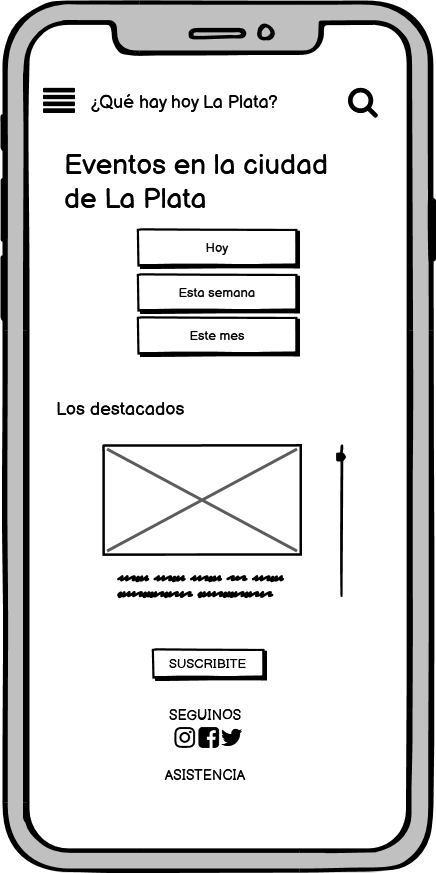 ¿Qué hay hoy La Plata?
Eventos en la ciudad
de La Plata
Hoy
Esta semana
Este mes
Los destacados
SUSCRIBITE
SEGUINOS
ASISTENCIA